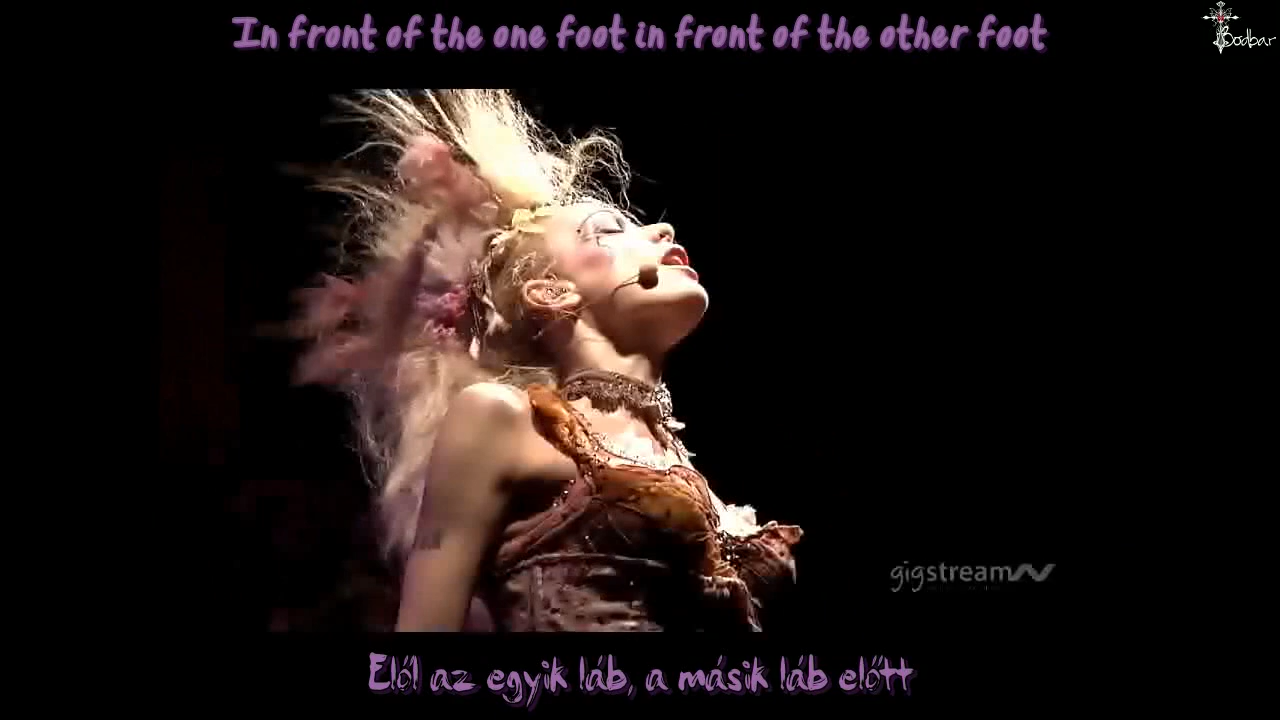 In front of the one foot in front of the other foot
Bodbar
gigstream
Elől az egyik láb, a másik láb előtt